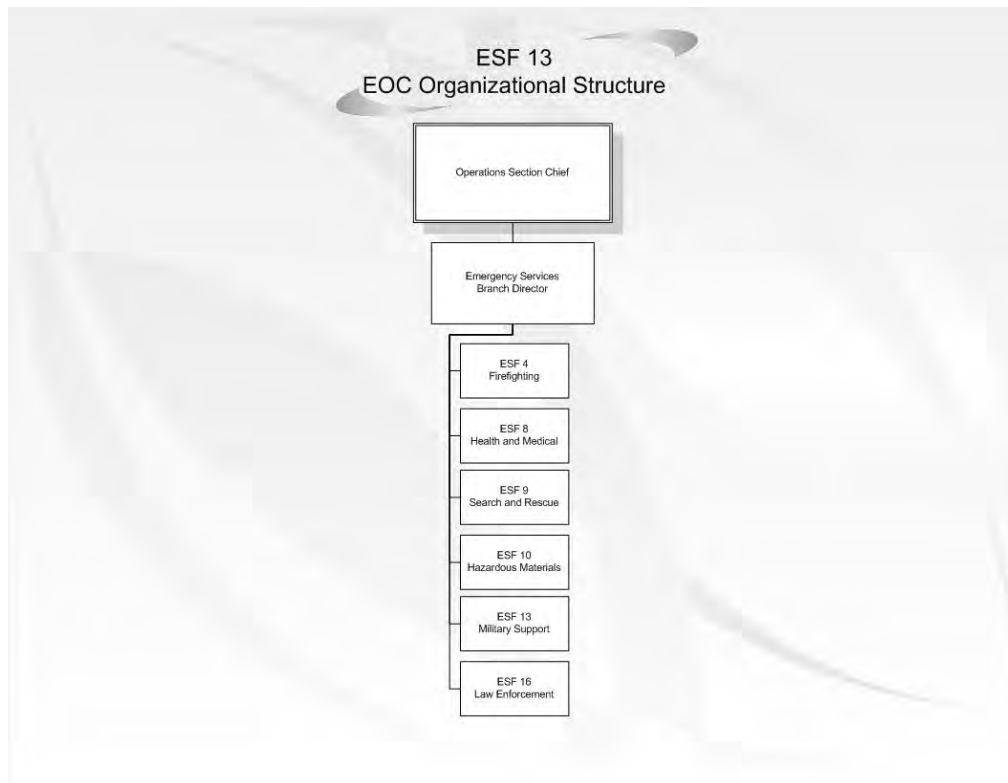 ESF 13
EOC Organizational Structure
Operations Section Chief
Emergency Services
Branch Director
ESF 4
Firefighting
ESF 8
Health and Medical
ESF 9
Search and Rescue
ESF 10
Hazardous Materials
ESF 13
Military Support
ESF 16
Law Enforcement